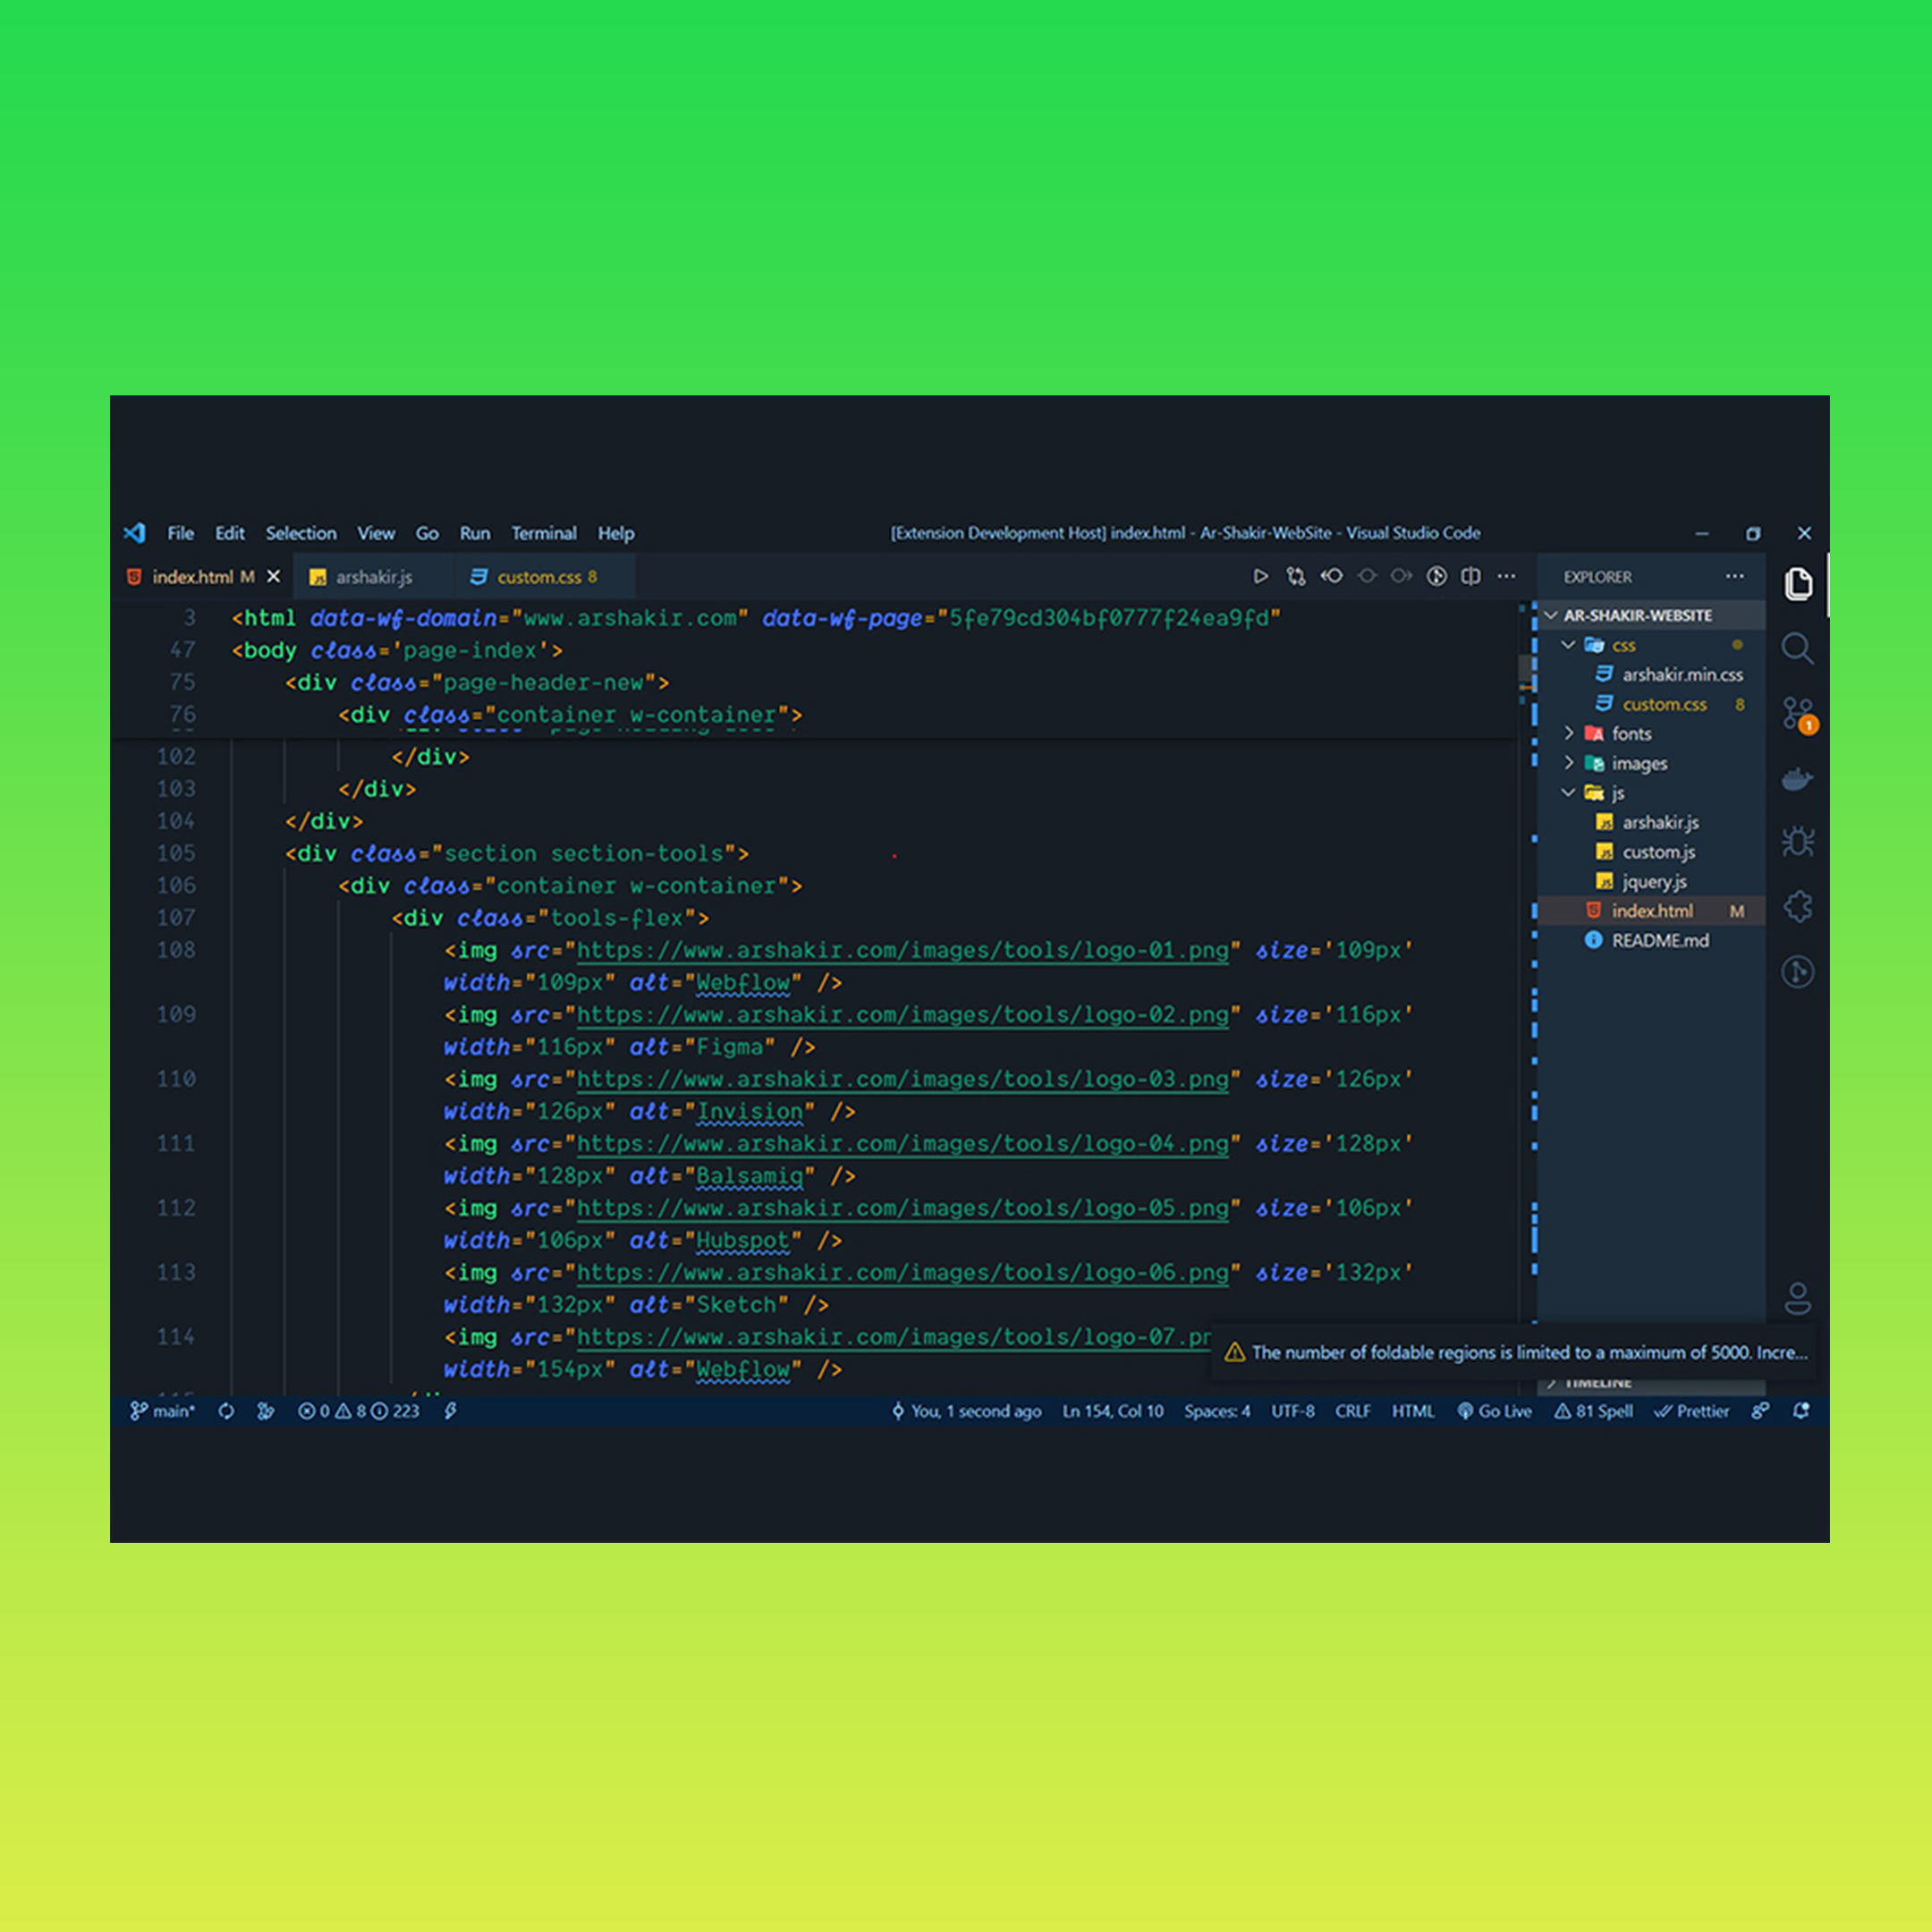 File Edit Selection View Go Run Terminal Help [Extension Development Host] index.html - Ar-Shakir-WebSite - Visual Studio Code
index.html M arshakir.js custom.css 8
3 <html data-wf-domain="www.arshakir.com" data-wf-page="5fe79cd304bf0777f24ea9fd"
47 <body class='page-index'>
75 <div class="page-header-new">
76 <div class="container w-container">
102 </div>
103 </div>
104 </div>
105 <div class="section section-tools">
106 <div class="container w-container">
107 <div class="tools-flex">
108 <img src="https://www.arshakir.com/images/tools/logo-01.png" size='109px'
width="109px" alt="Webflow" />
109 <img src="https://www.arshakir.com/images/tools/logo-02.png" size='116px'
width="116px" alt="Figma" />
110 <img src="https://www.arshakir.com/images/tools/logo-03.png" size='126px'
width="126px" alt="Invision" />
111 <img src="https://www.arshakir.com/images/tools/logo-04.png" size='128px'
width="128px" alt="Balsamiq" />
112 <img src="https://www.arshakir.com/images/tools/logo-05.png" size='106px'
width="106px" alt="Hubspot" />
113 <img src="https://www.arshakir.com/images/tools/logo-06.png" size='132px'
width="132px" alt="Sketch" />
114 <img src="https://www.arshakir.com/images/tools/logo-07.pn
width="154px" alt="Webflow" />
EXPLORER
AR-SHAKIR-WEBSITE
css
arshakir.min.css
custom.css 8
fonts
images
js
arshakir.js
custom.js
jquery.js
index.html M
README.md
1
The number of foldable regions is limited to a maximum of 5000. Incre...
TIMELINE
main* 0 8 223 You, 1 second ago Ln 154, Col 10 Spaces: 4 UTF-8 CRLF HTML Go Live 81 Spell Prettier